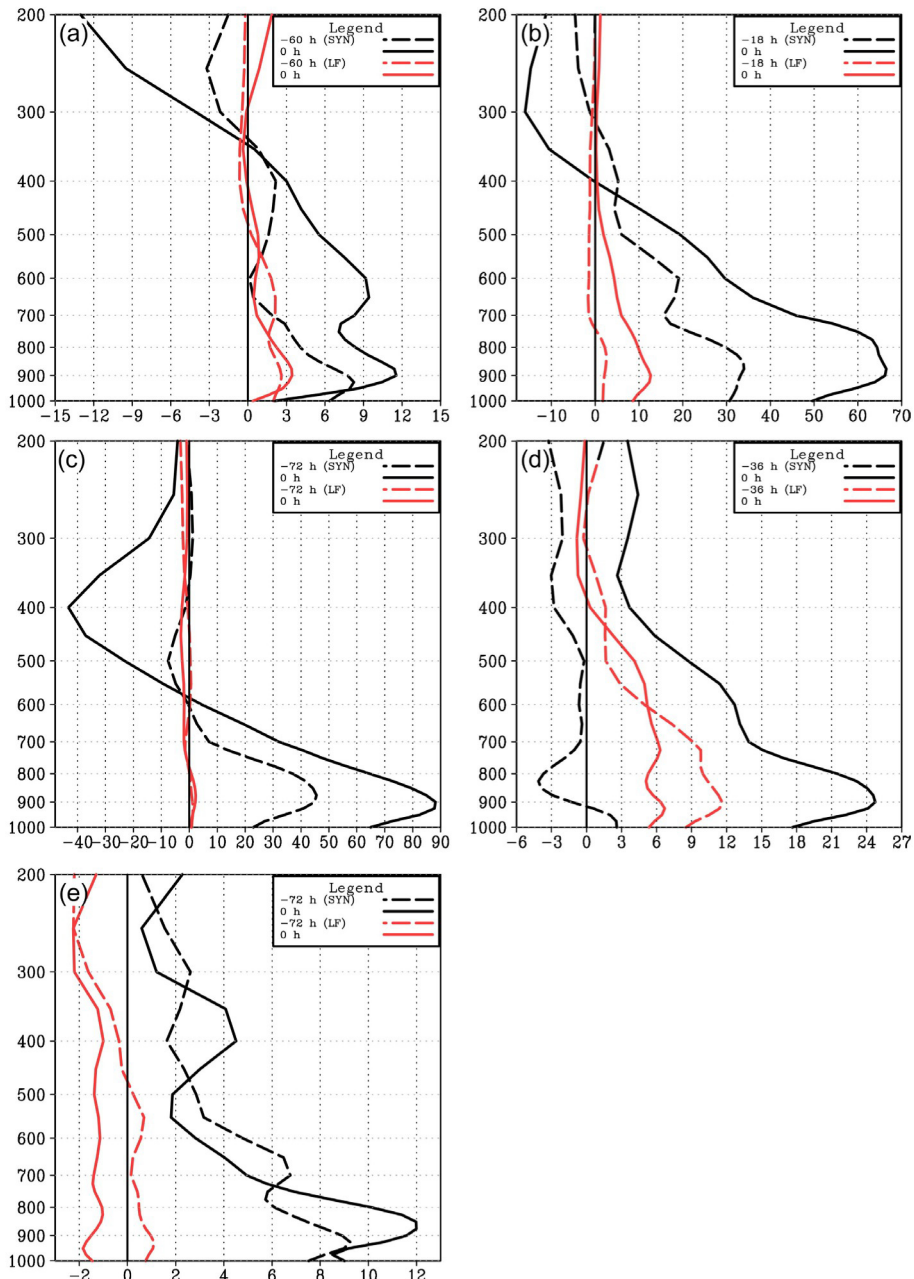 (a)
Legend
-60 h (SYN)
0 h
-60 h (LF)
0 h
200
300
400
500
600
700
800
900
1000
-15 -12 -9 -6 -3 0 3 6 9 12 15
(b)
Legend
-18 h (SYN)
0 h
-18 h (LF)
0 h
200
300
400
500
600
700
800
900
1000
-10 0 10 20 30 40 50 60 70
(c)
Legend
-72 h (SYN)
0 h
-72 h (LF)
0 h
200
300
400
500
600
700
800
900
1000
-40-30-20-10 0 10 20 30 40 50 60 70 80 90
(d)
Legend
-36 h (SYN)
0 h
-36 h (LF)
0 h
200
300
400
500
600
700
800
900
1000
-6 -3 0 3 6 9 12 15 18 21 24 27
(e)
Legend
-72 h (SYN)
0 h
-72 h (LF)
0 h
200
300
400
500
600
700
800
900
1000
-2 0 2 4 6 8 10 12